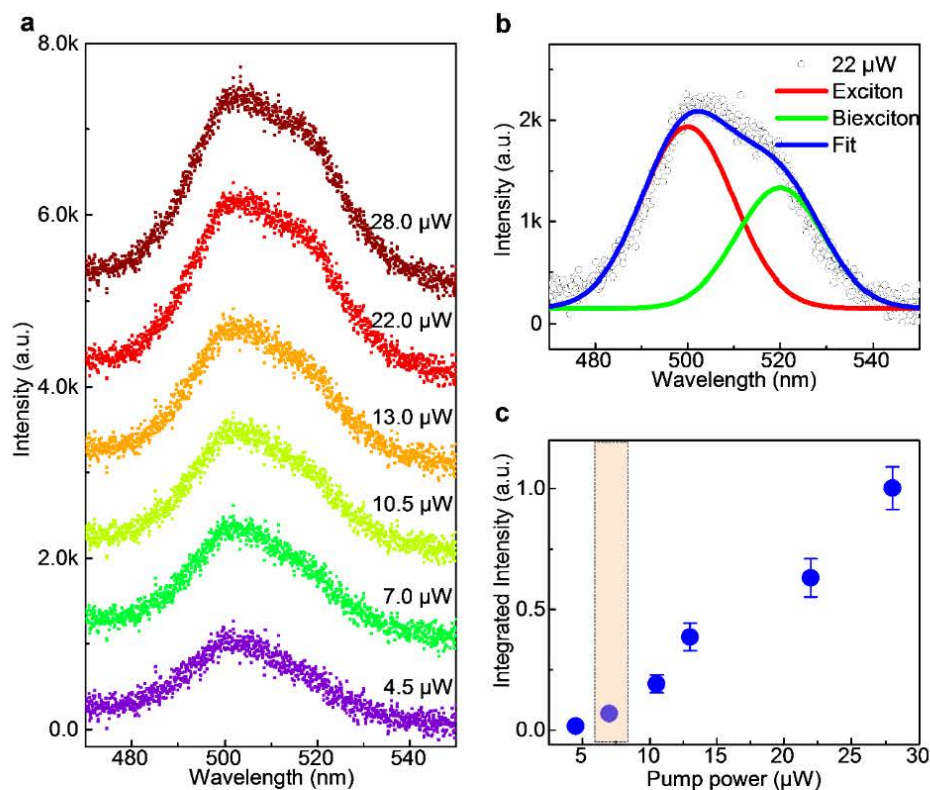 a
8.0k
6.0k
4.0k
2.0k
0.0
Intensity (a.u.)
28.0 μW
22.0 μW
13.0 μW
10.5 μW
7.0 μW
4.5 μW
480 500 520 540
Wavelength (nm)
b
2k
1k
0
Intensity (a.u.)
22 μW
Exciton
Biexciton
Fit
480 500 520 540
Wavelength (nm)
c
1.0
0.5
0.0
Integrated Intensity (a.u.)
5 10 15 20 25 30
Pump power (μW)